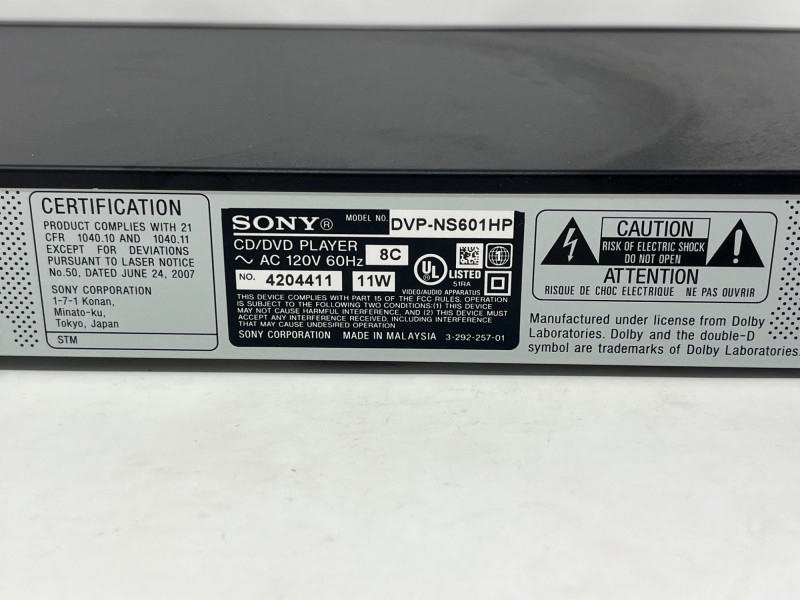 CERTIFICATION
PRODUCT COMPLIES WITH 21
CFR 1040.10 AND 1040.11
EXCEPT FOR DEVIATIONS
PURSUANT TO LASER NOTICE
No.50, DATED JUNE 24, 2007
SONY CORPORATION
1-7-1 Konan,
Minato-ku,
Tokyo, Japan
STM
SONY® MODEL NO. DVP-NS601HP
CD/DVD PLAYER
~ AC 120V 60Hz 8C
NO. 4204411 11W
UL LISTED
51RA
VIDEO/AUDIO APPARATUS
THIS DEVICE COMPLIES WITH PART 15 OF THE FCC RULES. OPERATION
IS SUBJECT TO THE FOLLOWING TWO CONDITIONS:(1) THIS DEVICE
MAY NOT CAUSE HARMFUL INTERFERENCE, AND (2) THIS DEVICE MUST
ACCEPT ANY INTERFERENCE RECEIVED, INCLUDING INTERFERENCE
THAT MAY CAUSE UNDESIRED OPERATION
SONY CORPORATION MADE IN MALAYSIA 3-292-257-01
CAUTION
RISK OF ELECTRIC SHOCK
DO NOT OPEN
ATTENTION
RISQUE DE CHOC ELECTRIQUE NE PAS OUVRIR
Manufactured under license from Dolby
Laboratories. Dolby and the double-D
symbol are trademarks of Dolby Laboratories.